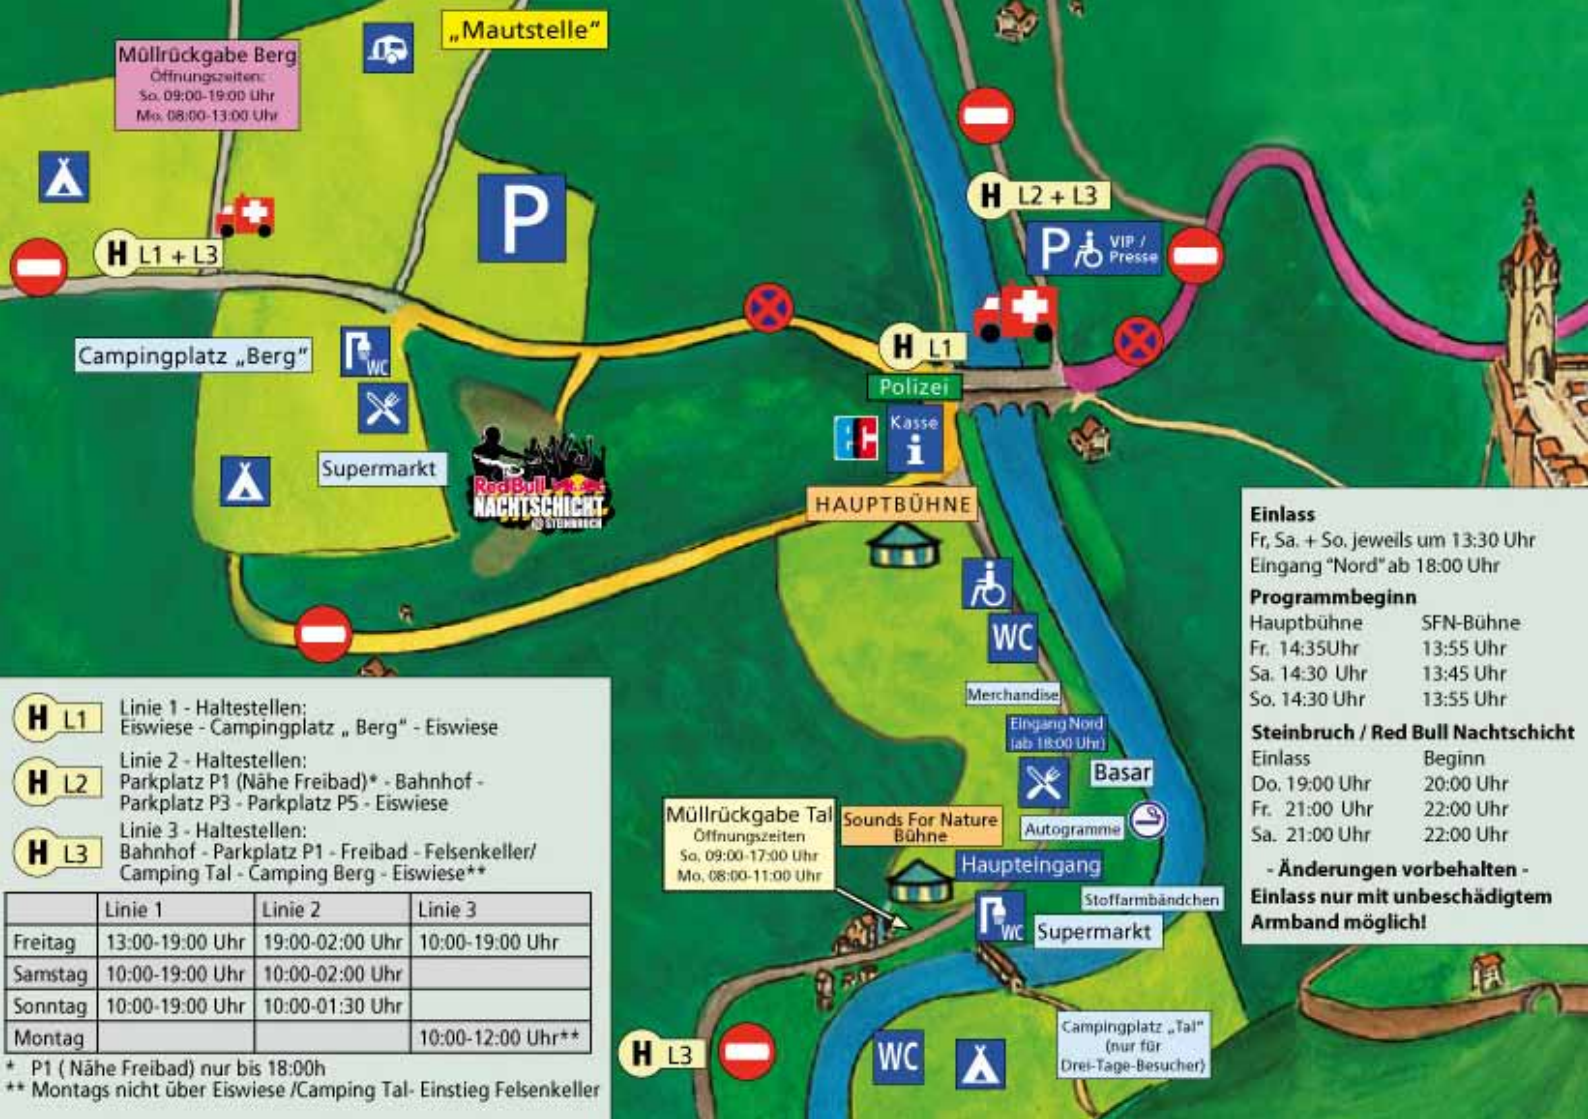 „Mautstelle“
Müllrückgabe Berg
Öffnungszeiten:
So. 09:00-19:00 Uhr
Mo. 08:00-13:00 Uhr
P
H L1 + L3
H L2 + L3
P VIP /
Presse
Campingplatz „Berg“
WC
Supermarkt
Red Bull
NACHTSCHICHT
@ STEINBRUCH
H L1
Polizei
Kasse
i
HAUPTBÜHNE
WC
Merchandise
Eingang Nord
(ab 18:00 Uhr)
Basar
Autogramme
Müllrückgabe Tal
Öffnungszeiten
So. 09:00-17:00 Uhr
Mo. 08:00-11:00 Uhr
Sounds For Nature
Bühne
Haupteingang
Stoffarmbändchen
WC
Supermarkt
H L3
WC
Campingplatz „Tal“
(nur für
Drei-Tage-Besucher)
Einlass
Fr, Sa. + So. jeweils um 13:30 Uhr
Eingang "Nord" ab 18:00 Uhr
Programmbeginn
Hauptbühne SFN-Bühne
Fr. 14:35Uhr 13:55 Uhr
Sa. 14:30 Uhr 13:45 Uhr
So. 14:30 Uhr 13:55 Uhr
Steinbruch / Red Bull Nachtschicht
Einlass Beginn
Do. 19:00 Uhr 20:00 Uhr
Fr. 21:00 Uhr 22:00 Uhr
Sa. 21:00 Uhr 22:00 Uhr
- Änderungen vorbehalten -
Einlass nur mit unbeschädigtem
Armband möglich!
H L1 Linie 1 - Haltestellen:
Eiswiese - Campingplatz „ Berg“ - Eiswiese
H L2 Linie 2 - Haltestellen:
Parkplatz P1 (Nähe Freibad)* - Bahnhof -
Parkplatz P3 - Parkplatz P5 - Eiswiese
H L3 Linie 3 - Haltestellen:
Bahnhof - Parkplatz P1 - Freibad - Felsenkeller/
Camping Tal - Camping Berg - Eiswiese**
Linie 1 Linie 2 Linie 3
Freitag 13:00-19:00 Uhr 19:00-02:00 Uhr 10:00-19:00 Uhr
Samstag 10:00-19:00 Uhr 10:00-02:00 Uhr
Sonntag 10:00-19:00 Uhr 10:00-01:30 Uhr
Montag 10:00-12:00 Uhr**
* P1 ( Nähe Freibad) nur bis 18:00h
** Montags nicht über Eiswiese /Camping Tal- Einstieg Felsenkeller